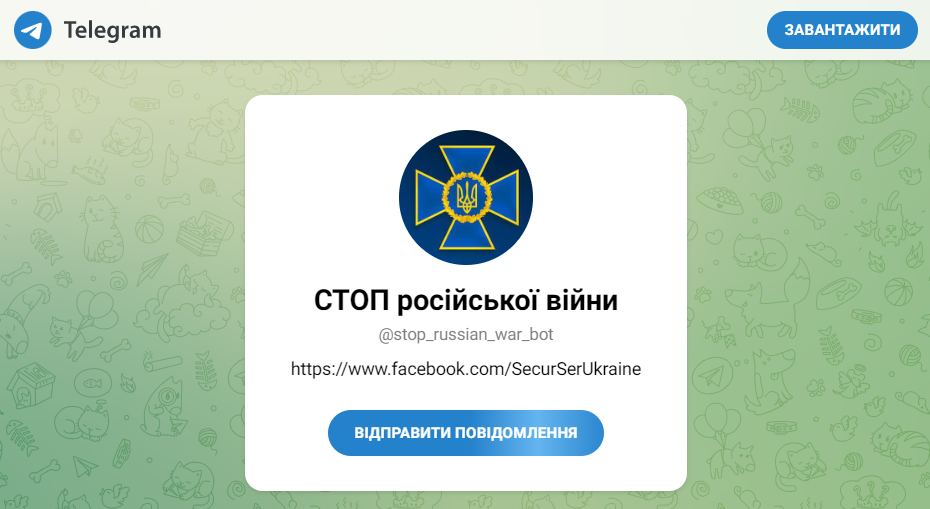 Telegram
ЗАВАНТАЖИТИ
СТОП російської війни
@stop_russian_war_bot
https://www.facebook.com/SecurSerUkraine
ВІДПРАВИТИ ПОВІДОМЛЕННЯ